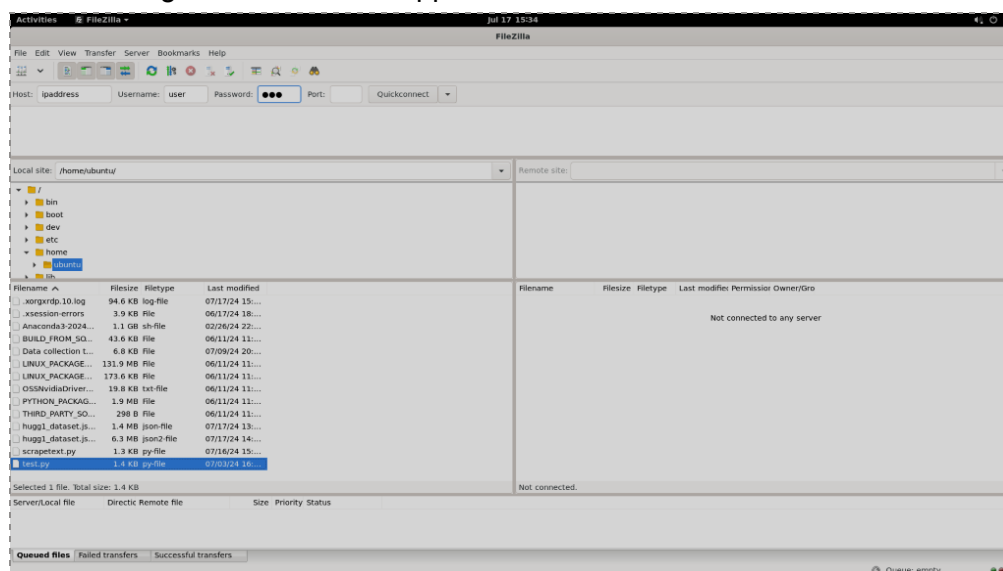 Activities FileZilla Jul 17 15:34
FileZilla
File Edit View Transfer Server Bookmarks Help
Host: ipaddress Username: user Password: ●●● Port: Quickconnect
Local site: /home/ubuntu/ Remote site:
/
bin
boot
dev
etc
home
ubuntu
lib
Filename Filesize Filetype Last modified Filename Filesize Filetype Last modified Permission Owner/Gro
.xorgxrdp.10.log 94.6 KB log-file 07/17/24 15:...
.xsession-errors 3.9 KB File 06/17/24 18:...
Not connected to any server
Anaconda3-2024... 1.1 GB sh-file 02/26/24 22:...
BUILD_FROM_SO... 43.6 KB File 06/11/24 11:...
Data collection t... 6.8 KB File 07/09/24 20:...
LINUX_PACKAGE... 131.9 MB File 06/11/24 11:...
LINUX_PACKAGE... 173.6 KB File 06/11/24 11:...
OSSNvidiaDriver... 19.8 KB txt-file 06/11/24 11:...
PYTHON_PACKAG... 1.9 MB File 06/11/24 11:...
THIRD_PARTY_SO... 298 B File 06/11/24 11:...
hugg1_dataset.js... 1.4 MB json-file 07/17/24 13:...
hugg1_dataset.js... 6.3 MB json2-file 07/17/24 14:...
scrapetext.py 1.3 KB py-file 07/16/24 15:...
test.py 1.4 KB py-file 07/03/24 16:...
Selected 1 file. Total size: 1.4 KB Not connected.
Server/Local file Directic Remote file Size Priority Status
Queued files Failed transfers Successful transfers
Queue: empty